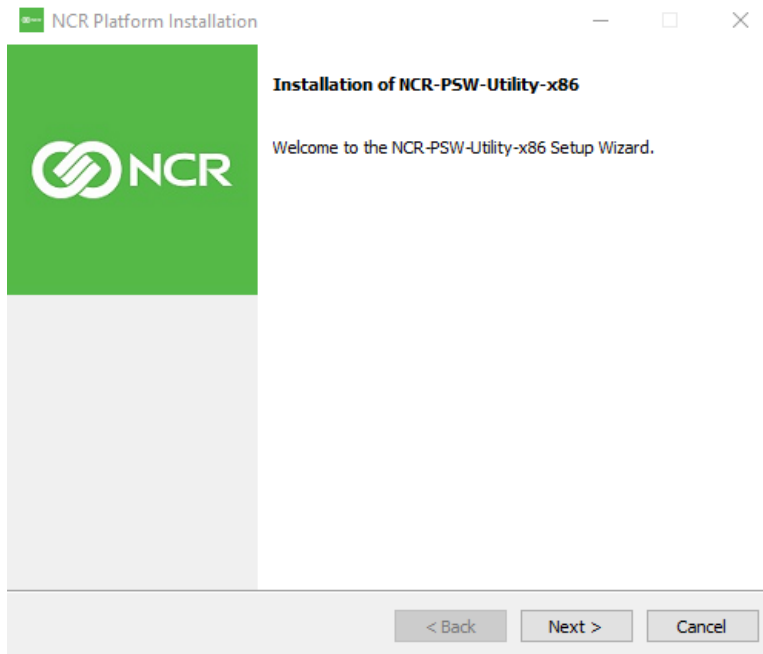 NCR Platform Installation
Installation of NCR-PSW-Utility-x86
Welcome to the NCR-PSW-Utility-x86 Setup Wizard.
NCR
< Back
Next >
Cancel